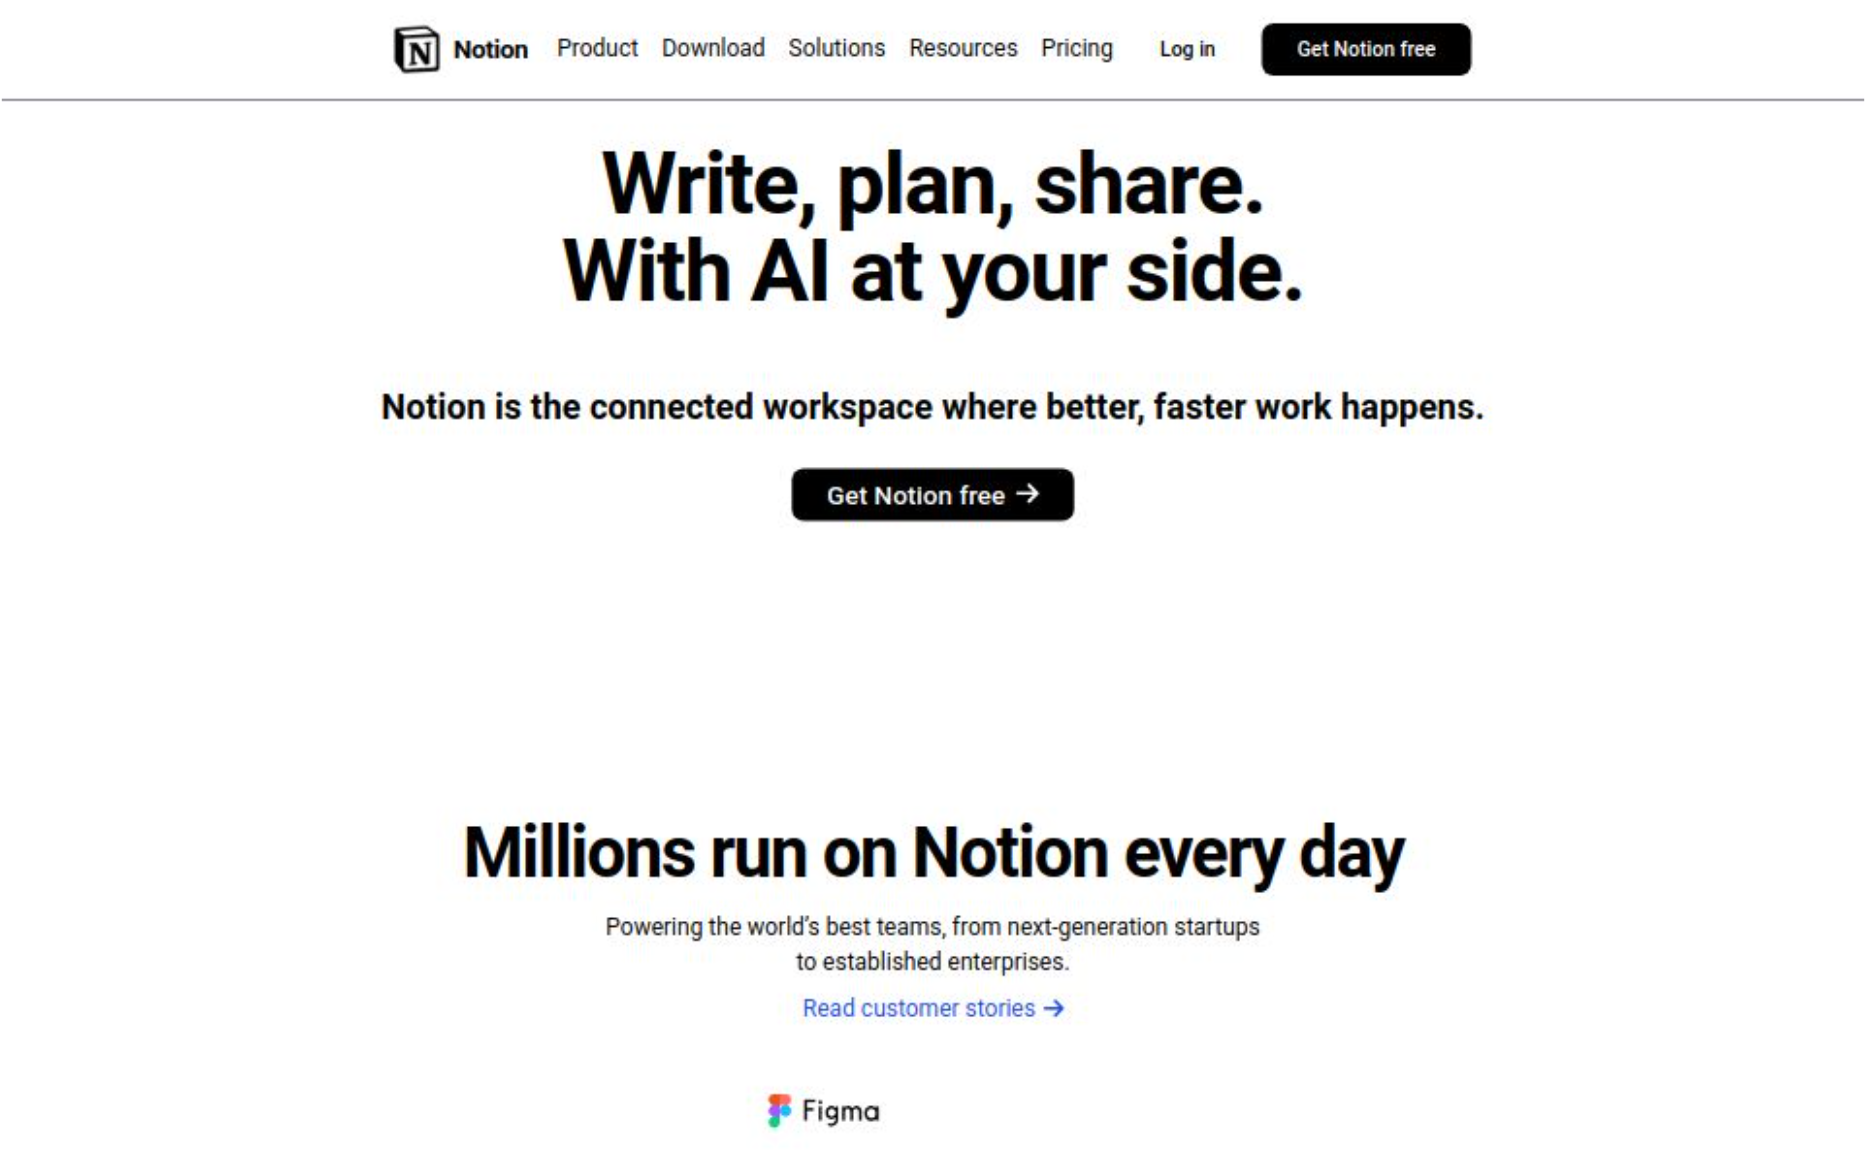 Notion Product Download Solutions Resources Pricing Log in Get Notion free
Write, plan, share.
With AI at your side.
Notion is the connected workspace where better, faster work happens.
Get Notion free →
Millions run on Notion every day
Powering the world’s best teams, from next-generation startups
to established enterprises.
Read customer stories →
Figma